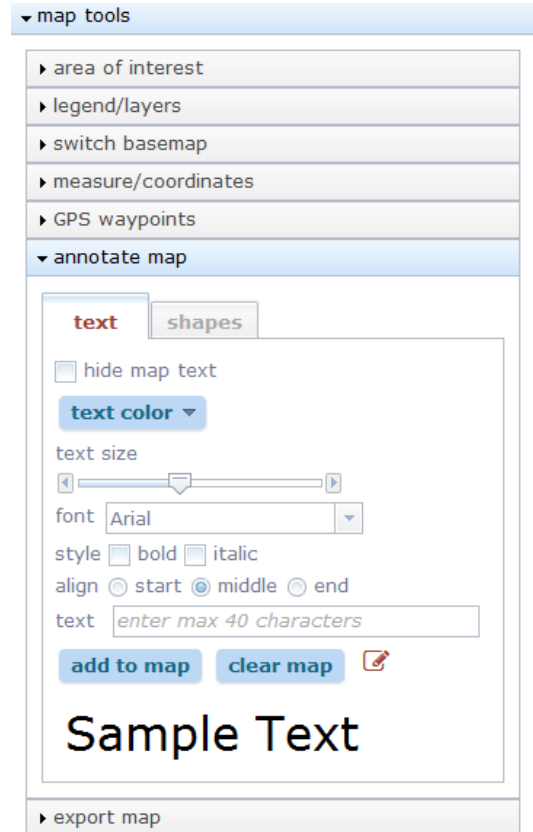 map tools
area of interest
legend/layers
switch basemap
measure/coordinates
GPS waypoints
annotate map
text shapes
hide map text
text color
text size
font Arial
style bold italic
align start middle end
text enter max 40 characters
add to map clear map
Sample Text
export map